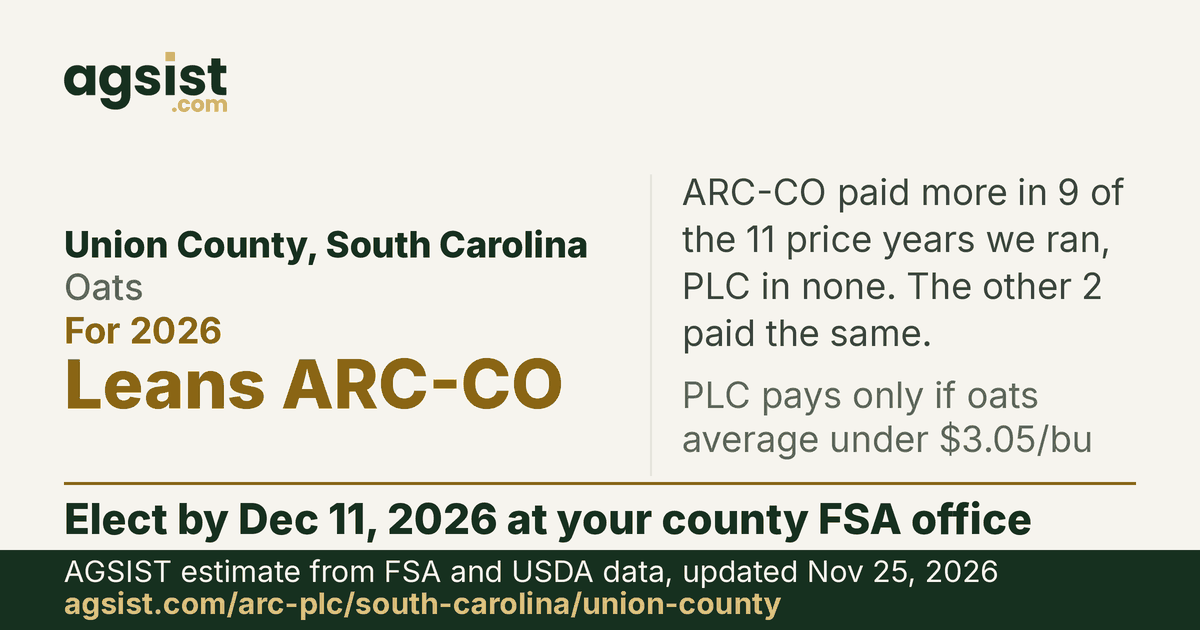 agsist
.com
Union County, South Carolina
Oats
For 2026
Leans ARC-CO
ARC-CO paid more in 9 of
the 11 price years we ran,
PLC in none. The other 2
paid the same.
PLC pays only if oats
average under $3.05/bu
Elect by Dec 11, 2026 at your county FSA office
AGSIST estimate from FSA and USDA data, updated Nov 25, 2026
agsist.com/arc-plc/south-carolina/union-county